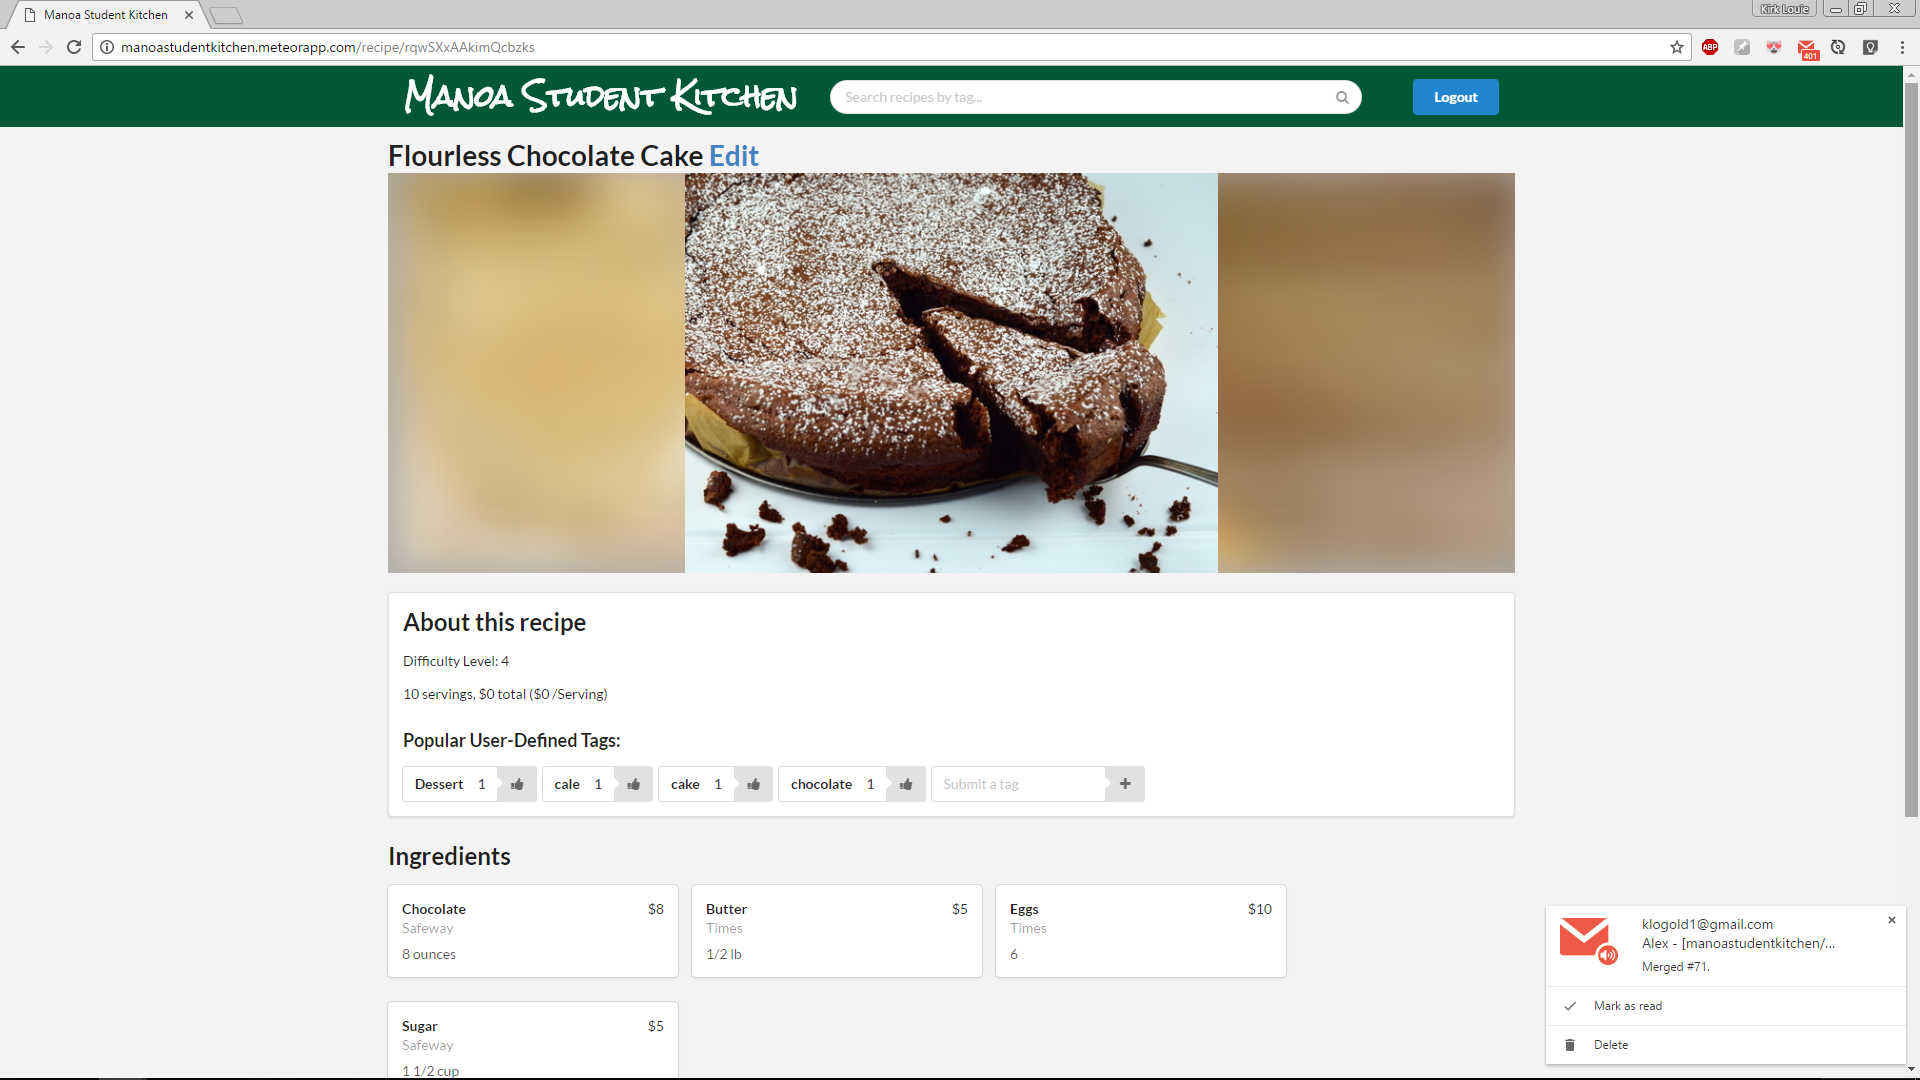 Manoa Student Kitchen
Kirk Louie
manoastudentkitchen.meteorapp.com/recipe/rqwSXxAAkimQcbzks
ABP
401
Manoa Student Kitchen
Search recipes by tag...
Logout
Flourless Chocolate Cake Edit
About this recipe
Difficulty Level: 4
10 servings, $0 total ($0 /Serving)
Popular User-Defined Tags:
Dessert 1 cale 1 cake 1 chocolate 1 Submit a tag
Ingredients
Chocolate $8
Safeway
8 ounces
Butter $5
Times
1/2 lb
Eggs $10
Times
6
Sugar $5
Safeway
1 1/2 cup
klogold1@gmail.com
Alex - [manoastudentkitchen/...
Merged #71.
Mark as read
Delete